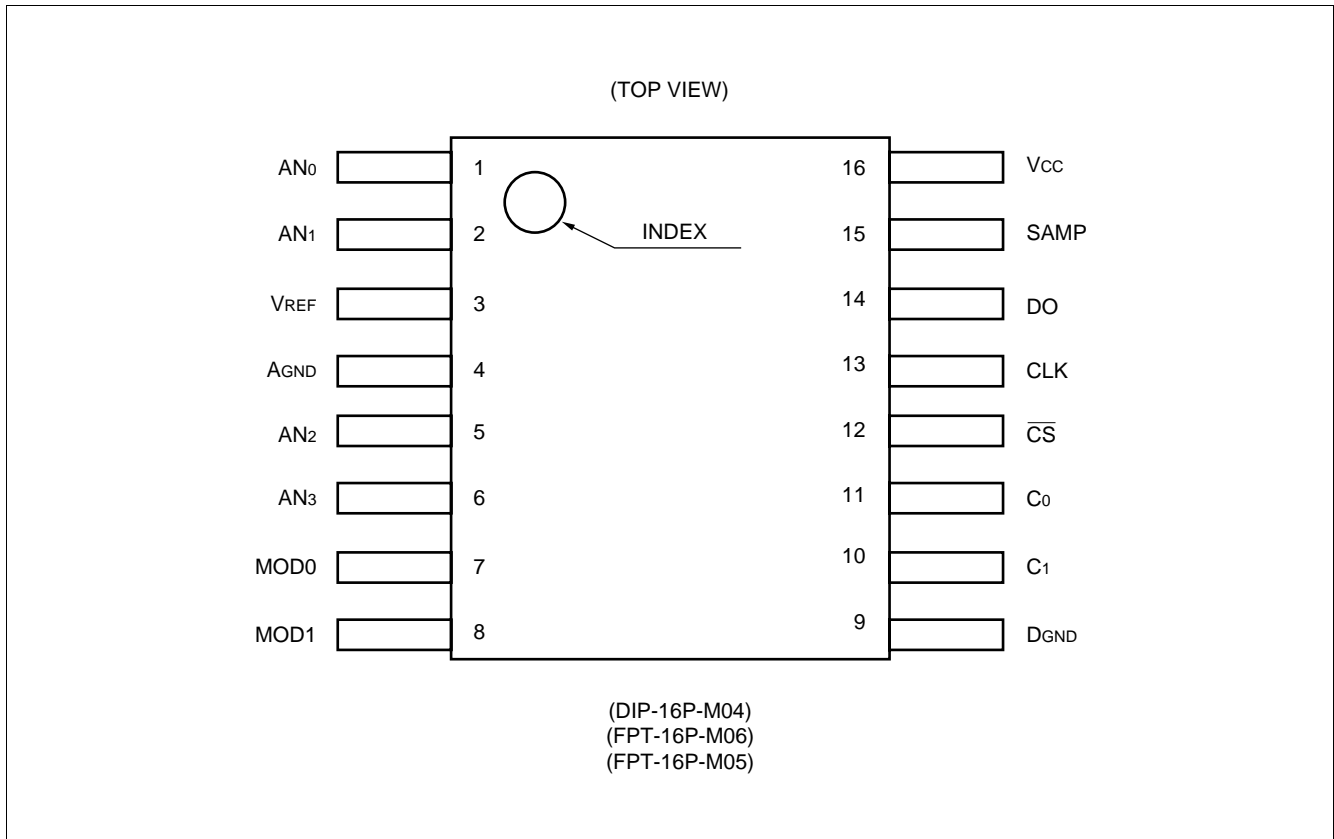 (TOP VIEW)
AN0 1 16 VCC
AN1 2 INDEX 15 SAMP
VREF 3 14 DO
AGND 4 13 CLK
AN2 5 12 C̅S̅
AN3 6 11 C0
MOD0 7 10 C1
MOD1 8 9 DGND
(DIP-16P-M04)
(FPT-16P-M06)
(FPT-16P-M05)